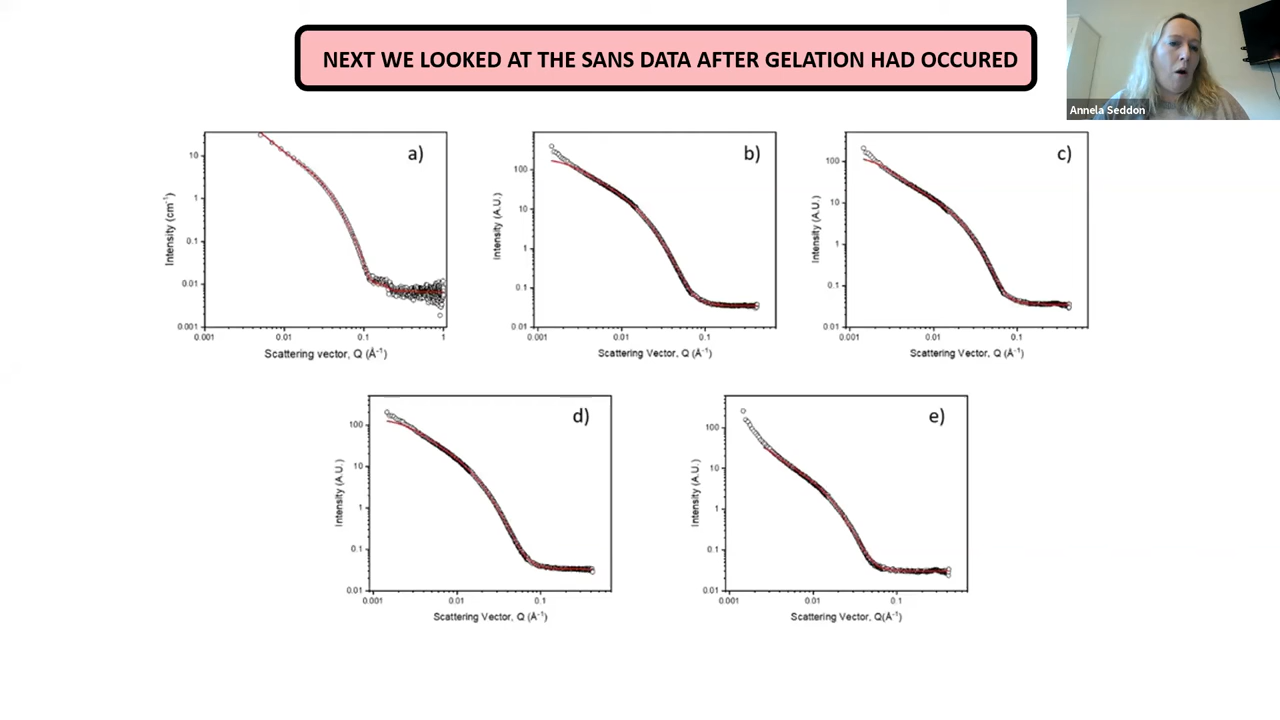 NEXT WE LOOKED AT THE SANS DATA AFTER GELATION HAD OCCURED
Annela Seddon
a)
10
1
0.1
0.01
0.001
Intensity (cm⁻¹)
0.001 0.01 0.1 1
Scattering vector, Q (Å⁻¹)
b)
100
10
1
0.1
0.01
Intensity (A.U.)
0.001 0.01 0.1
Scattering Vector, Q (Å⁻¹)
c)
100
10
1
0.1
0.01
Intensity (A.U.)
0.001 0.01 0.1
Scattering Vector, Q (Å⁻¹)
d)
100
10
1
0.1
0.01
Intensity (A.U.)
0.001 0.01 0.1
Scattering Vector, Q (Å⁻¹)
e)
100
10
1
0.1
0.01
Intensity (A.U.)
0.001 0.01 0.1
Scattering Vector, Q(Å⁻¹)